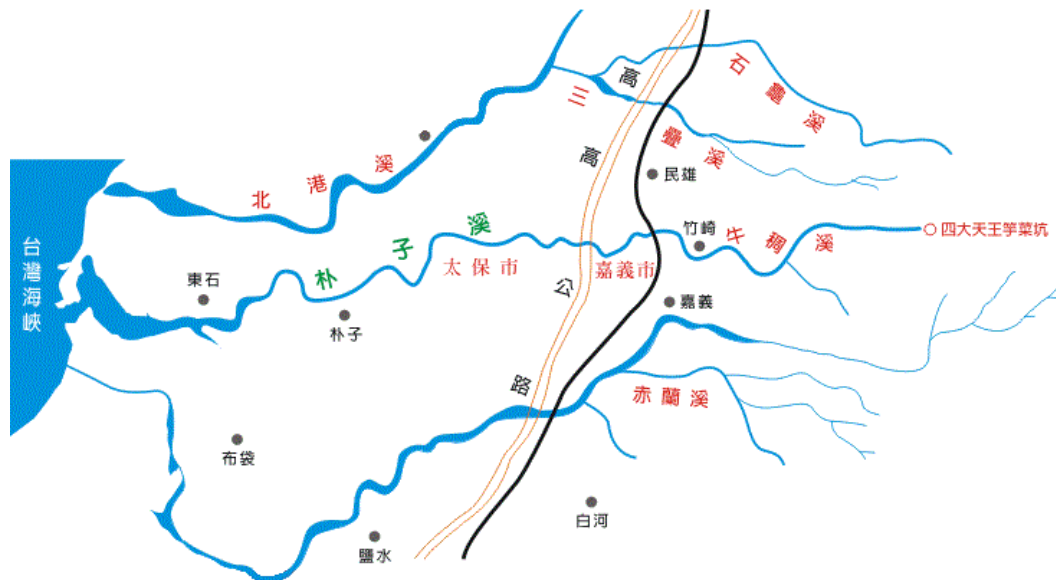 石龜溪
三疊溪
高高公路
民雄
北港溪
朴子溪
牛稠溪
竹崎
四大天王竽菜坑
台灣海峽
太保市
嘉義市
東石
嘉義
朴子
赤蘭溪
布袋
白河
鹽水